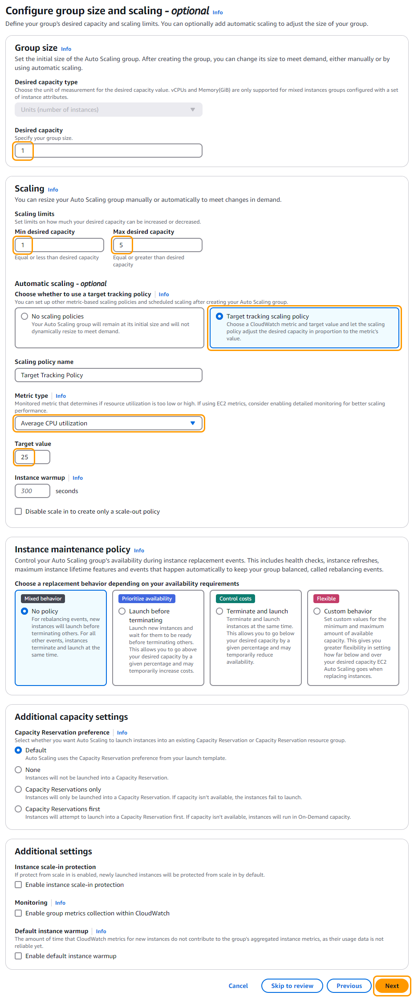 Configure group size and scaling - optional Info
Define your group's desired capacity and scaling limits. You can optionally add automatic scaling to adjust the size of your group.
Group size Info
Set the initial size of the Auto Scaling group. After creating the group, you can change its size to meet demand, either manually or by
using automatic scaling.
Desired capacity type
Choose the unit of measurement for the desired capacity value. vCPUs and Memory(GiB) are only supported for mixed instances groups configured with a set
of instance attributes.
Units (number of instances)
Desired capacity
Specify your group size.
1
Scaling Info
You can resize your Auto Scaling group manually or automatically to meet changes in demand.
Scaling limits
Set limits on how much your desired capacity can be increased or decreased.
Min desired capacity
1
Equal or less than desired capacity
Max desired capacity
5
Equal or greater than desired
capacity
Automatic scaling - optional
Choose whether to use a target tracking policy Info
You can set up other metric-based scaling policies and scheduled scaling after creating your Auto Scaling group.
No scaling policies
Your Auto Scaling group will remain at its initial size and will not
dynamically resize to meet demand.
Target tracking scaling policy
Choose a CloudWatch metric and target value and let the scaling
policy adjust the desired capacity in proportion to the metric's
value.
Scaling policy name
Target Tracking Policy
Metric type Info
Monitored metric that determines if resource utilization is too low or high. If using EC2 metrics, consider enabling detailed monitoring for better scaling
performance.
Average CPU utilization
Target value
25
Instance warmup Info
300 seconds
Disable scale in to create only a scale-out policy
Instance maintenance policy Info
Control your Auto Scaling group's availability during instance replacement events. This includes health checks, instance refreshes,
maximum instance lifetime features and events that happen automatically to keep your group balanced, called rebalancing events.
Choose a replacement behavior depending on your availability requirements
Mixed behavior
No policy
For rebalancing events, new
instances will launch before
terminating others. For all
other events, instances
terminate and launch at the
same time.
Prioritize availability
Launch before
terminating
Launch new instances and
wait for them to be ready
before terminating others.
This allows you to go above
your desired capacity by a
given percentage and may
temporarily increase costs.
Control costs
Terminate and launch
Terminate and launch
instances at the same time.
This allows you to go below
your desired capacity by a
given percentage and may
temporarily reduce
availability.
Flexible
Custom behavior
Set custom values for the
minimum and maximum
amount of available
capacity. This gives you
greater flexibility in setting
how far below and over
your desired capacity EC2
Auto Scaling goes when
replacing instances.
Additional capacity settings
Capacity Reservation preference Info
Select whether you want Auto Scaling to launch instances into an existing Capacity Reservation or Capacity Reservation resource group.
Default
Auto Scaling uses the Capacity Reservation preference from your launch template.
None
Instances will not be launched into a Capacity Reservation.
Capacity Reservations only
Instances will only be launched into a Capacity Reservation. If capacity isn't available, the instances fail to launch.
Capacity Reservations first
Instances will attempt to launch into a Capacity Reservation first. If capacity isn't available, instances will run in On-Demand capacity.
Additional settings
Instance scale-in protection
If protect from scale in is enabled, newly launched instances will be protected from scale in by default.
Enable instance scale-in protection
Monitoring Info
Enable group metrics collection within CloudWatch
Default instance warmup Info
The amount of time that CloudWatch metrics for new instances do not contribute to the group's aggregated instance metrics, as their usage data is not
reliable yet.
Enable default instance warmup
Cancel Skip to review Previous Next